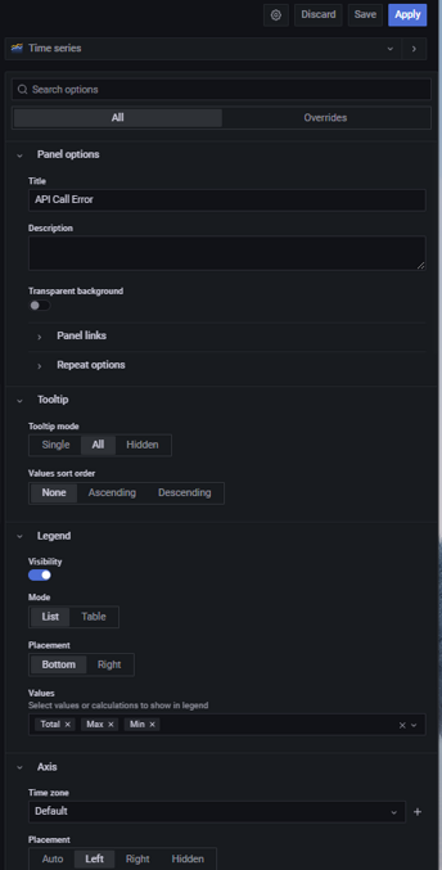 Discard Save Apply
Time series
Search options
All Overrides
Panel options
Title
API Call Error
Description
Transparent background
Panel links
Repeat options
Tooltip
Tooltip mode
Single All Hidden
Values sort order
None Ascending Descending
Legend
Visibility
Mode
List Table
Placement
Bottom Right
Values
Select values or calculations to show in legend
Total × Max × Min ×
Axis
Time zone
Default
Placement
Auto Left Right Hidden